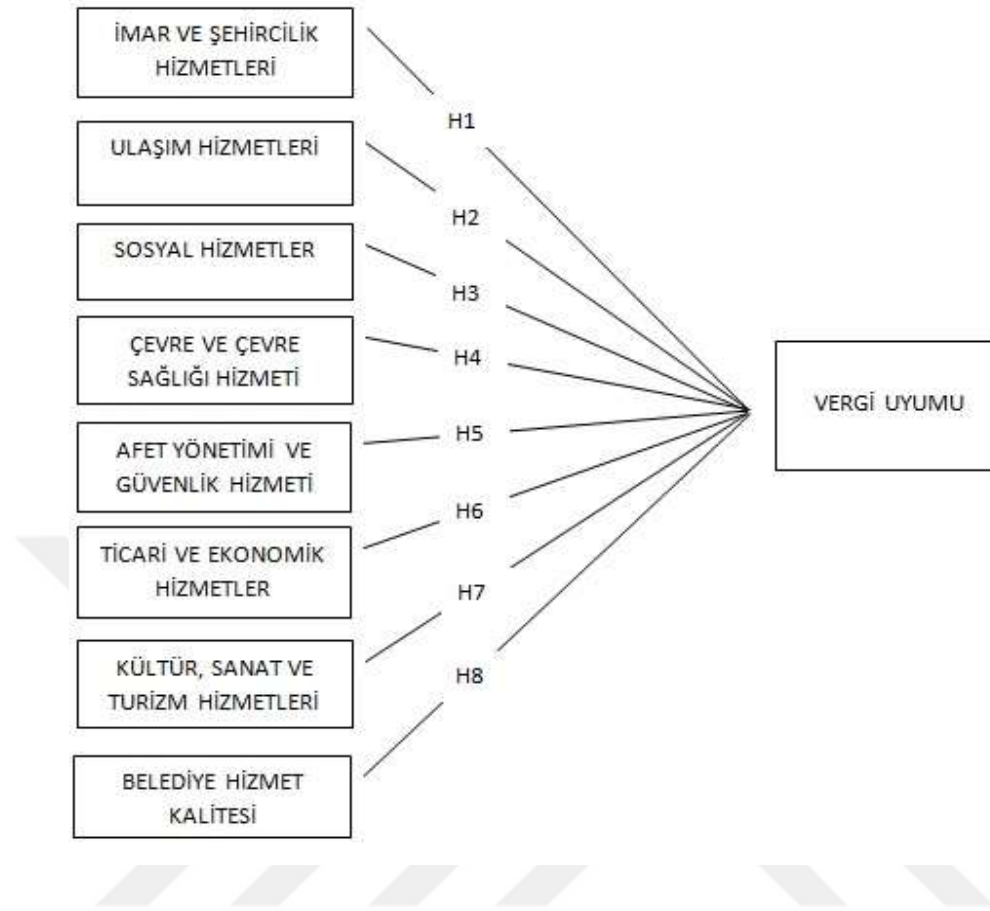 İMAR VE ŞEHİRCİLİK
HİZMETLERİ
H1
ULAŞIM HİZMETLERİ
H2
SOSYAL HİZMETLER
H3
ÇEVRE VE ÇEVRE
SAĞLIĞI HİZMETİ
H4
VERGİ UYUMU
AFET YÖNETİMİ VE
GÜVENLİK HİZMETİ
H5
TİCARİ VE EKONOMİK
HİZMETLER
H6
KÜLTÜR, SANAT VE
TURİZM HİZMETLERİ
H7
BELEDİYE HİZMET
KALİTESİ
H8